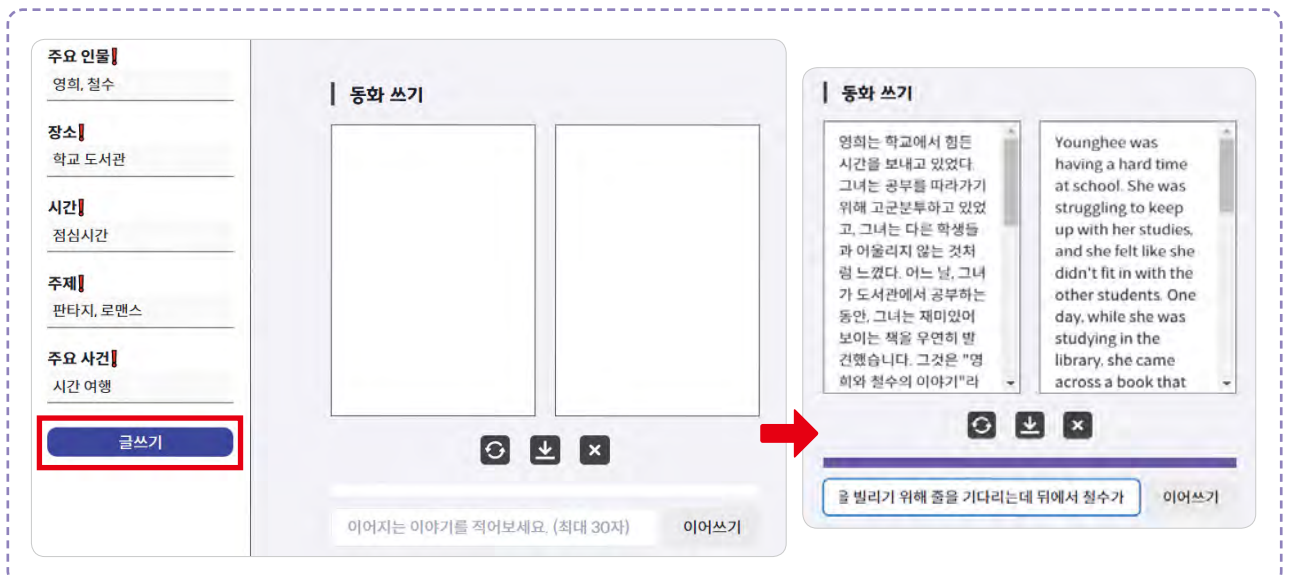 주요 인물❗
영희, 철수
장소❗
학교 도서관
시간❗
점심시간
주제❗
판타지, 로맨스
주요 사건❗
시간 여행
글쓰기
동화 쓰기
이어지는 이야기를 적어보세요. (최대 30자)
이어쓰기
동화 쓰기
영희는 학교에서 힘든
시간을 보내고 있었다.
그녀는 공부를 따라가기
위해 고군분투하고 있었
고, 그녀는 다른 학생들
과 어울리지 않는 것처
럼 느꼈다. 어느 날, 그녀
가 도서관에서 공부하는
동안, 그녀는 재미있어
보이는 책을 우연히 발
견했습니다. 그것은 "영
희와 철수의 이야기"라
Younghee was
having a hard time
at school. She was
struggling to keep
up with her studies,
and she felt like she
didn't fit in with the
other students. One
day, while she was
studying in the
library, she came
across a book that
빌리기 위해 줄을 기다리는데 뒤에서 철수가
이어쓰기